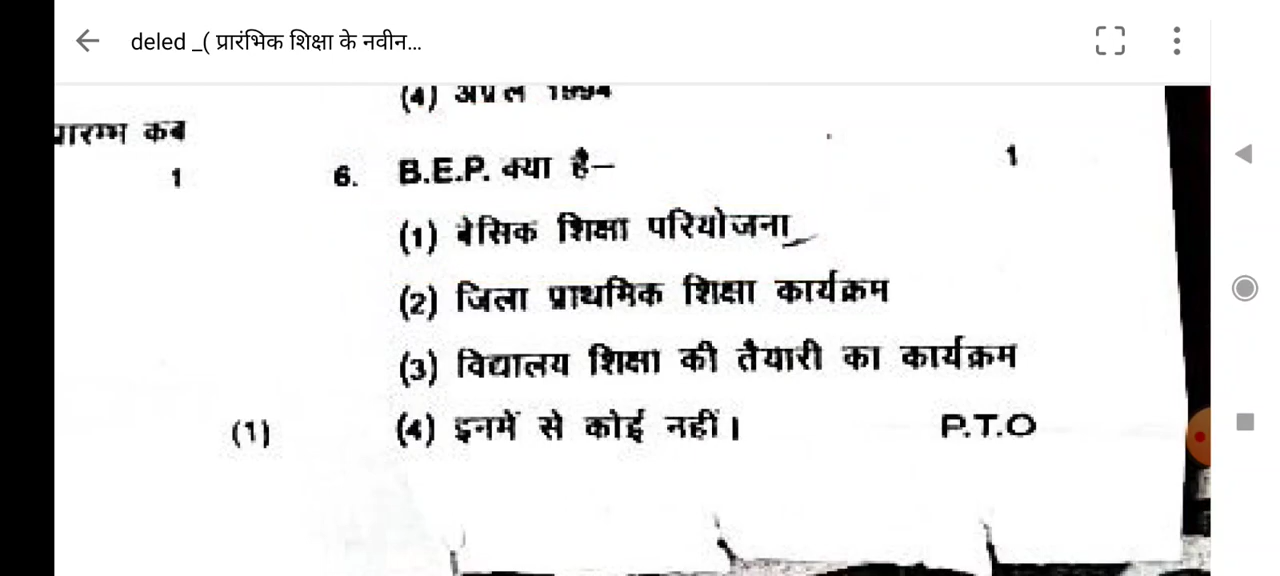 deled _( प्रारंभिक शिक्षा के नवीन...
(4) अप्रैल 1994
प्रारम्भ कब
1
6. B.E.P. क्या है– 1
(1) बेसिक शिक्षा परियोजना
(2) जिला प्राथमिक शिक्षा कार्यक्रम
(3) विद्यालय शिक्षा की तैयारी का कार्यक्रम
(4) इनमें से कोई नहीं।
(1)
P.T.O